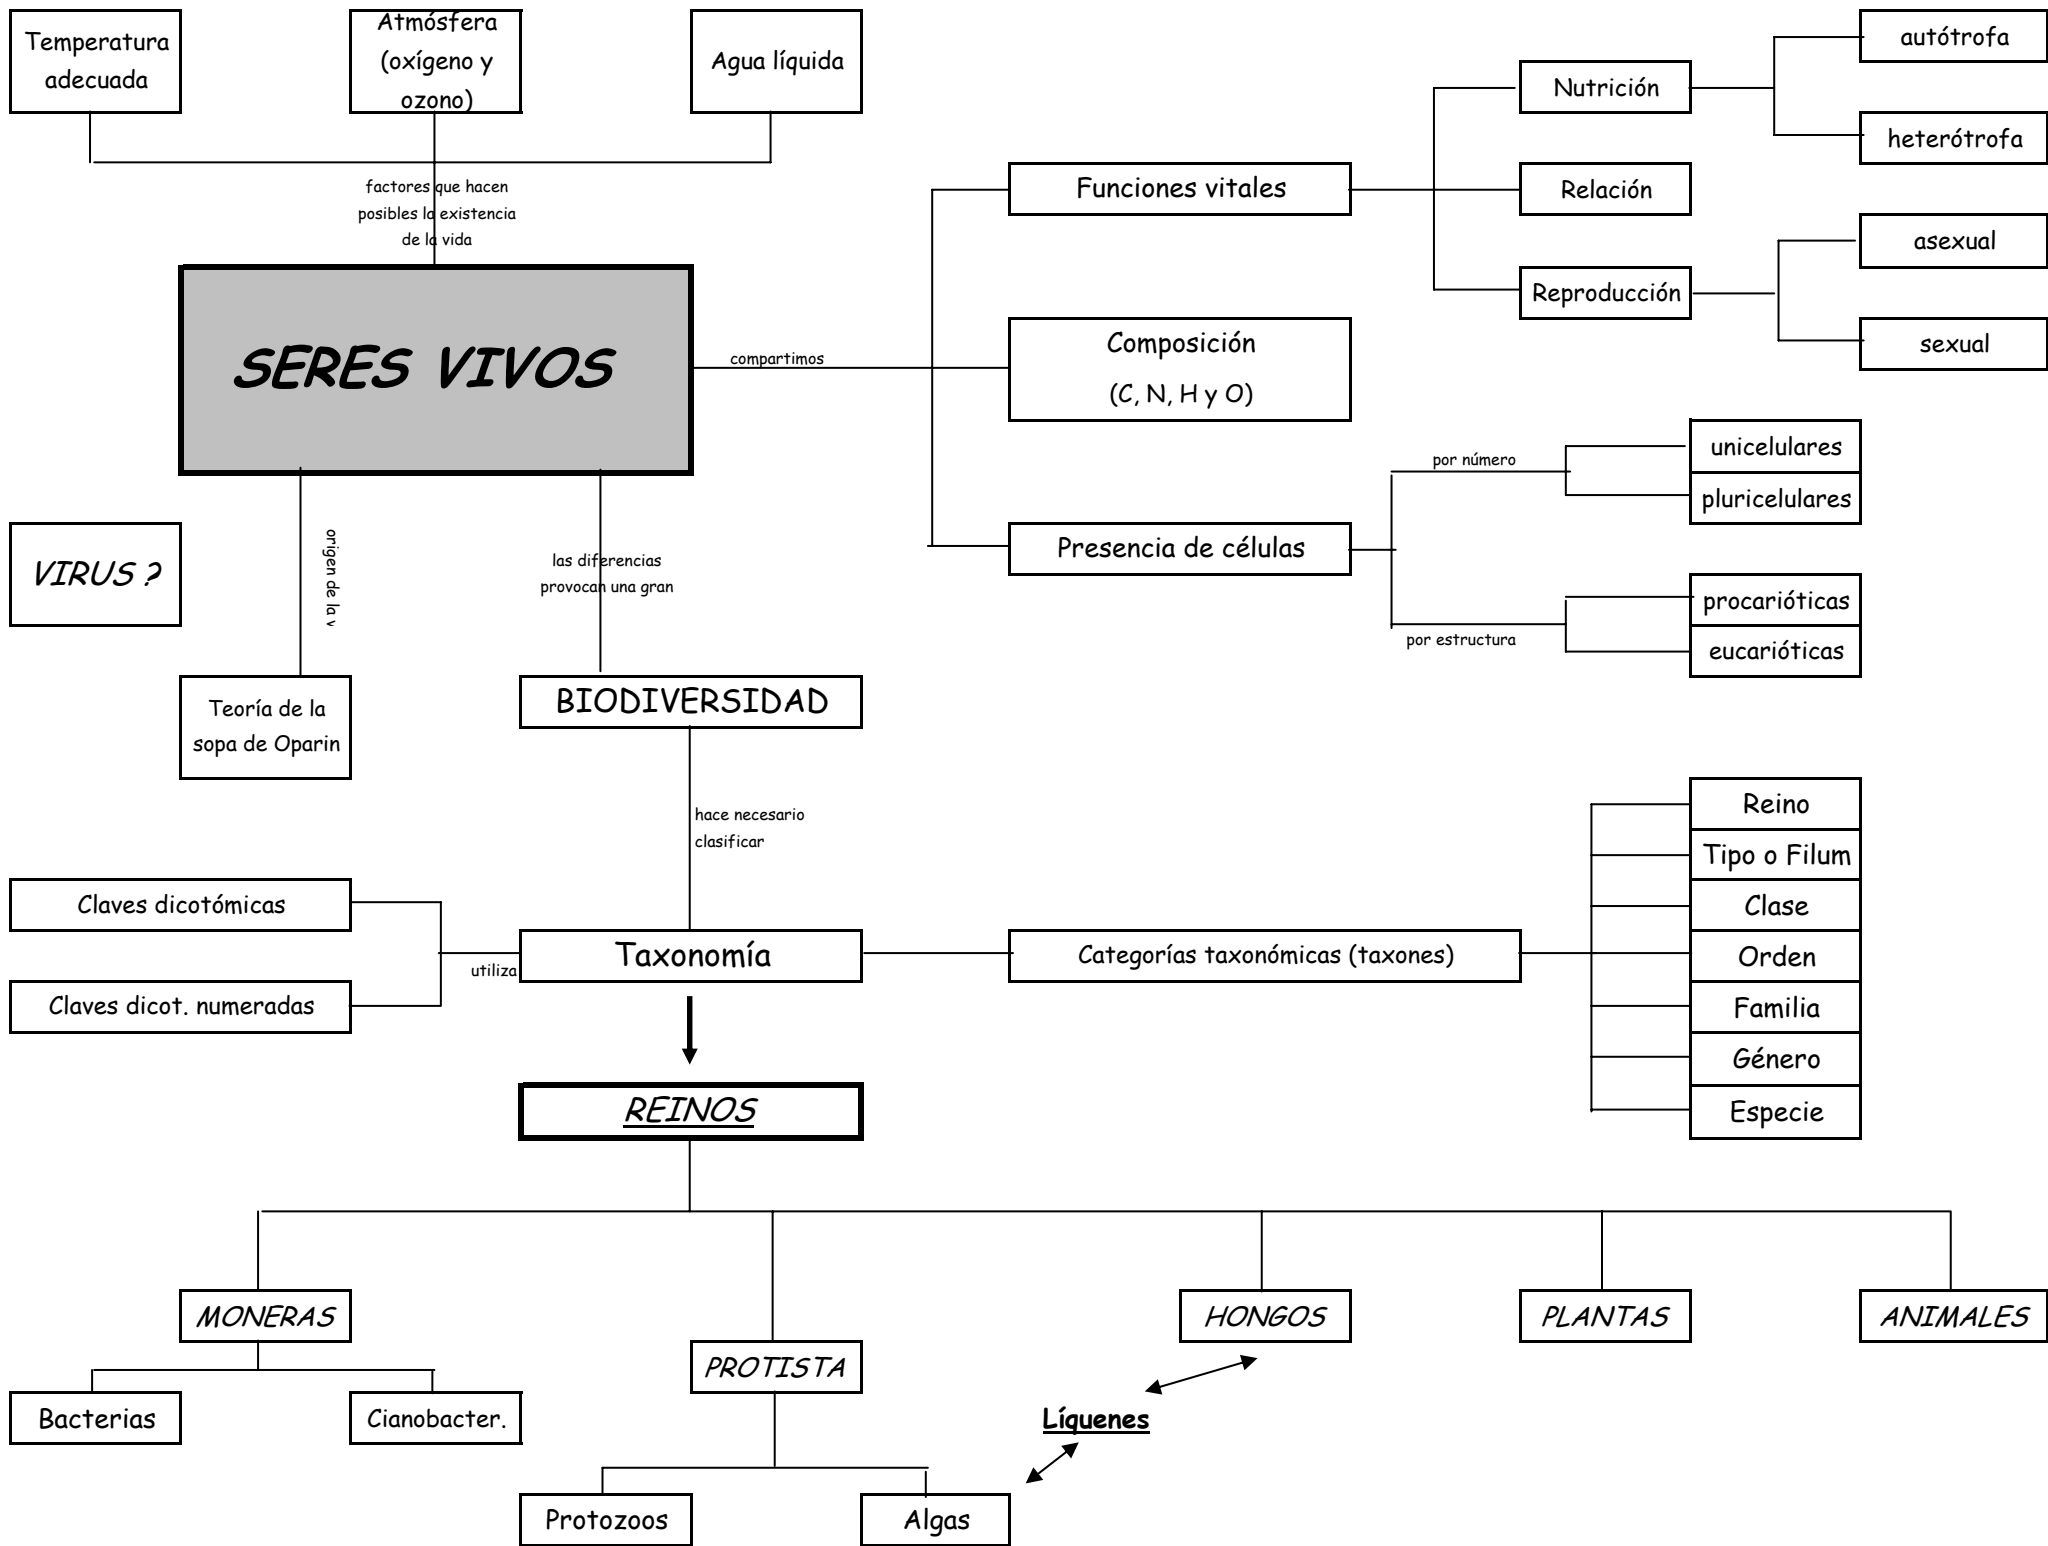 Temperatura
adecuada
Atmósfera
(oxígeno y
ozono)
Agua líquida
factores que hacen
posibles la existencia
de la vida
SERES VIVOS
compartimos
Funciones vitales
Nutrición
autótrofa
heterótrofa
Relación
Reproducción
asexual
sexual
Composición
(C, N, H y O)
Presencia de células
por número
unicelulares
pluricelulares
por estructura
procarióticas
eucarióticas
VIRUS ?
origen de la v
las diferencias
provocan una gran
Teoría de la
sopa de Oparin
BIODIVERSIDAD
hace necesario
clasificar
Claves dicotómicas
Claves dicot. numeradas
utiliza
Taxonomía
Categorías taxonómicas (taxones)
Reino
Tipo o Filum
Clase
Orden
Familia
Género
Especie
REINOS
MONERAS
Bacterias
Cianobacter.
PROTISTA
Protozoos
Algas
Líquenes
HONGOS
PLANTAS
ANIMALES